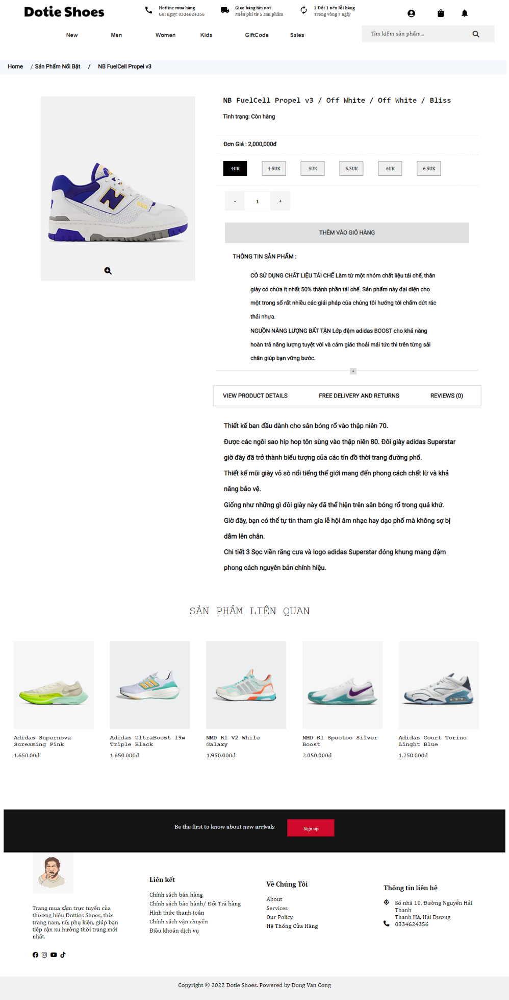 Dotie Shoes
Hotline mua hàng
Gọi ngay: 0334624356
Giao hàng tận nơi
Miễn phí từ 5 sản phẩm
1 Đổi 1 nếu lỗi hàng
Trong vòng 7 ngày
New Men Women Kids GiftCode Sales
Tìm kiếm sản phẩm...
Home / Sản Phẩm Nổi Bật / NB FuelCell Propel v3
NB FuelCell Propel v3 / Off White / Off White / Bliss
Tình trạng: Còn hàng
Đơn Giá : 2,000,000đ
4UK 4.5UK 5UK 5.5UK 6UK 6.5UK
- 1 +
THÊM VÀO GIỎ HÀNG
THÔNG TIN SẢN PHẨM :
CÓ SỬ DỤNG CHẤT LIỆU TÁI CHẾ Làm từ một nhóm chất liệu tái chế, thân
giày có chứa ít nhất 50% thành phần tái chế. Sản phẩm này đại diện cho
một trong số rất nhiều các giải pháp của chúng tôi hướng tới chấm dứt rác
thải nhựa.
NGUỒN NĂNG LƯỢNG BẤT TẬN Lớp đệm adidas BOOST cho khả năng
hoàn trả năng lượng tuyệt vời và cảm giác thoải mái tức thì trên từng sải
chân giúp bạn vững bước.
VIEW PRODUCT DETAILS FREE DELIVERY AND RETURNS REVIEWS (0)
Thiết kế ban đầu dành cho sân bóng rổ vào thập niên 70.
Được các ngôi sao hip hop tôn sùng vào thập niên 80. Đôi giày adidas Superstar
giờ đây đã trở thành biểu tượng của các tín đồ thời trang đường phố.
Thiết kế mũi giày vỏ sò nổi tiếng thế giới mang đến phong cách chất lừ và khả
năng bảo vệ.
Giống như những gì đôi giày này đã thể hiện trên sân bóng rổ trong quá khứ.
Giờ đây, bạn có thể tự tin tham gia lễ hội âm nhạc hay dạo phố mà không sợ bị
dẫm lên chân.
Chi tiết 3 Sọc viền răng cưa và logo adidas Superstar đóng khung mang đậm
phong cách nguyên bản chính hiệu.
SẢN PHẨM LIÊN QUAN
Adidas Supernova
Screaming Pink
1.650.00đ
Adidas UltraBoost 19w
Triple Black
1.650.000đ
NMD R1 V2 While
Galaxy
1.950.000đ
NMD R1 Spectoo Silver
Boost
2.050.000đ
Adidas Court Torino
Linght Blue
1.250.000đ
Be the first to know about new arrivals
Sign up
Trang mua sắm trực tuyến của
thương hiệu Dotties Shoes, thời
trang nam, nữ, phụ kiện, giúp bạn
tiếp cận xu hướng thời trang mới
nhất.
Liên kết
Chính sách bán hàng
Chính sách bảo hành/ Đổi Trả hàng
Hình thức thanh toán
Chính sách vận chuyển
Điều khoản dịch vụ
Về Chúng Tôi
About
Services
Our Policy
Hệ Thống Cửa Hàng
Thông tin liên hệ
Số nhà 10, Đường Nguyễn Hải
Thanh
Thanh Hà, Hải Dương
0334624356
Copyright © 2022 Dotie Shoes. Powered by Dong Van Cong